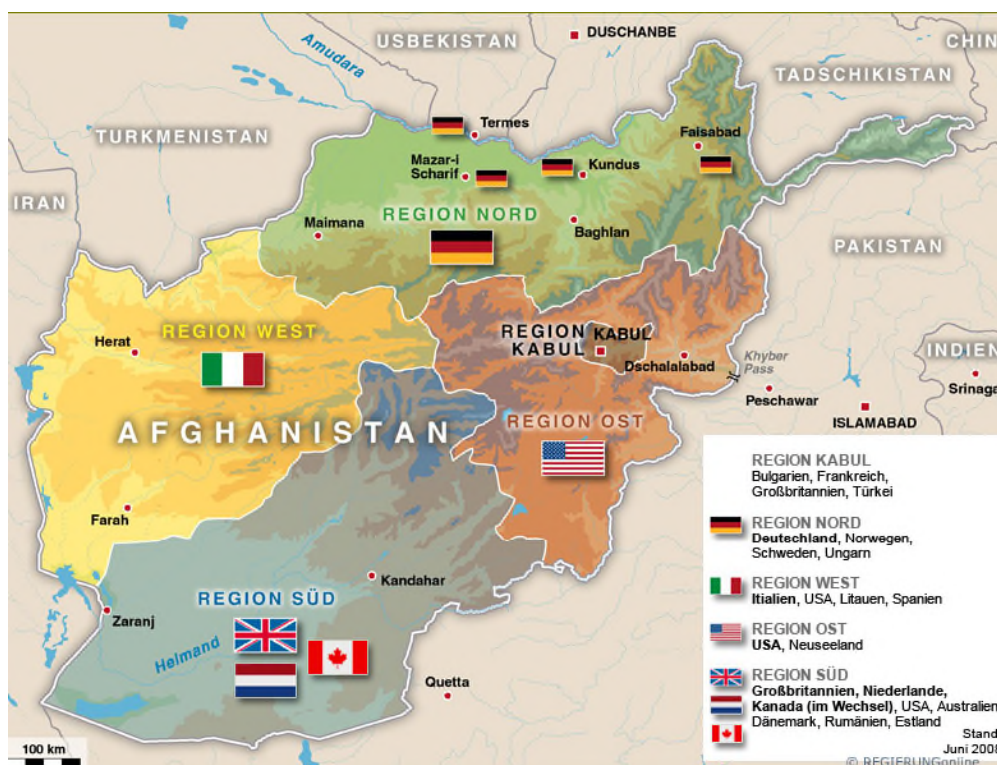 USBEKISTAN
DUSCHANBE
CHIN
Amudarja
TADSCHIKISTAN
TURKMENISTAN
Termes
Faisabad
Mazar-i
Scharif
Kundus
IRAN
REGION NORD
Maimana
Baghlan
PAKISTAN
REGION WEST
Herat
REGION
KABUL
KABUL
Dschalalabad
Khyber
Pass
INDIEN
Srinaga
Peschawar
ISLAMABAD
AFGHANISTAN
REGION OST
Farah
Kandahar
REGION SÜD
Zaranj
Helmand
Quetta
100 km
REGION KABUL
Bulgarien, Frankreich,
Großbritannien, Türkei
REGION NORD
Deutschland, Norwegen,
Schweden, Ungarn
REGION WEST
Itialien, USA, Litauen, Spanien
REGION OST
USA, Neuseeland
REGION SÜD
Großbritannien, Niederlande,
Kanada (im Wechsel), USA, Australien
Dänemark, Rumänien, Estland
Stand
Juni 2008
© REGIERUNGonline